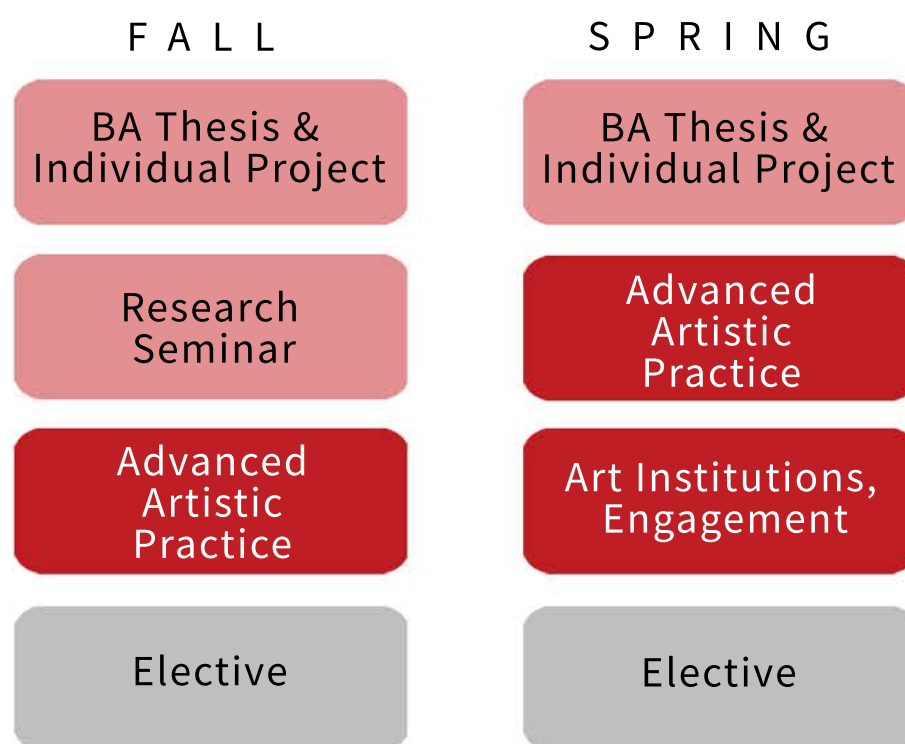 F A L L
BA Thesis &
Individual Project
Research
Seminar
Advanced
Artistic
Practice
Elective
S P R I N G
BA Thesis &
Individual Project
Advanced
Artistic
Practice
Art Institutions,
Engagement
Elective